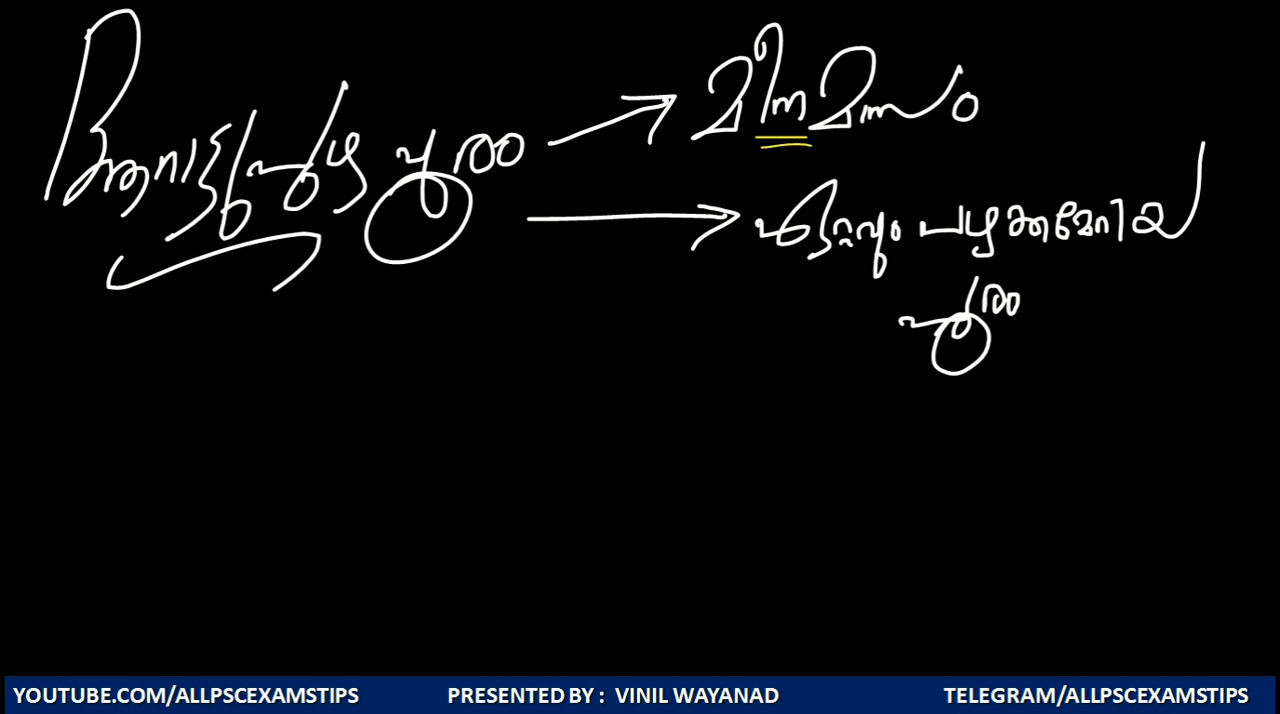 ആറാട്ടുപുഴ പൂരം
മീനമാസം
ഏറ്റവും പഴക്കമേറിയ
പൂരം
YOUTUBE.COM/ALLPSCEXAMSTIPS PRESENTED BY : VINIL WAYANAD TELEGRAM/ALLPSCEXAMSTIPS